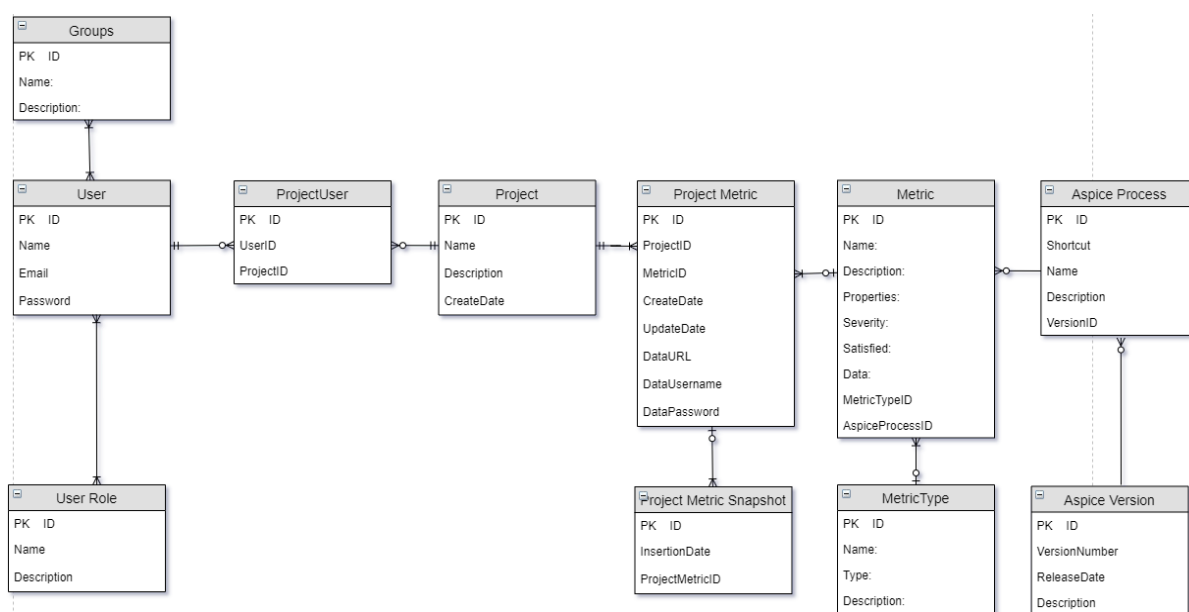 Groups
PK ID
Name:
Description:
User
PK ID
Name
Email
Password
ProjectUser
PK ID
UserID
ProjectID
Project
PK ID
Name
Description
CreateDate
Project Metric
PK ID
ProjectID
MetricID
CreateDate
UpdateDate
DataURL
DataUsername
DataPassword
Metric
PK ID
Name:
Description:
Properties:
Severity:
Satisfied:
Data:
MetricTypeID
AspiceProcessID
Aspice Process
PK ID
Shortcut
Name
Description
VersionID
User Role
PK ID
Name
Description
Project Metric Snapshot
PK ID
InsertionDate
ProjectMetricID
MetricType
PK ID
Name:
Type:
Description:
Aspice Version
PK ID
VersionNumber
ReleaseDate
Description